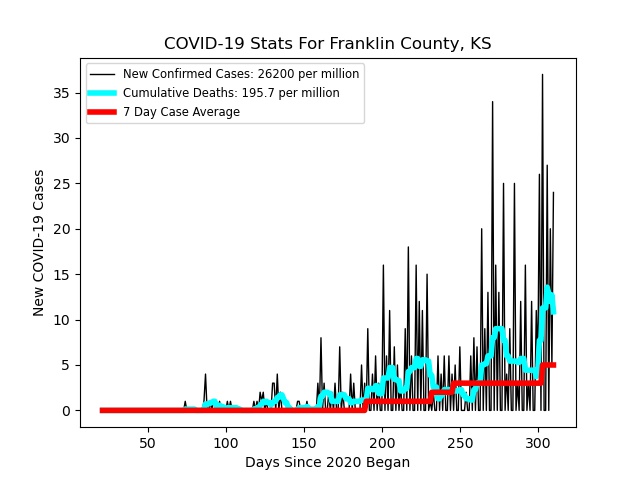 COVID-19 Stats For Franklin County, KS
New Confirmed Cases: 26200 per million
Cumulative Deaths: 195.7 per million
7 Day Case Average
New COVID-19 Cases
35
30
25
20
15
10
5
0
50 100 150 200 250 300
Days Since 2020 Began